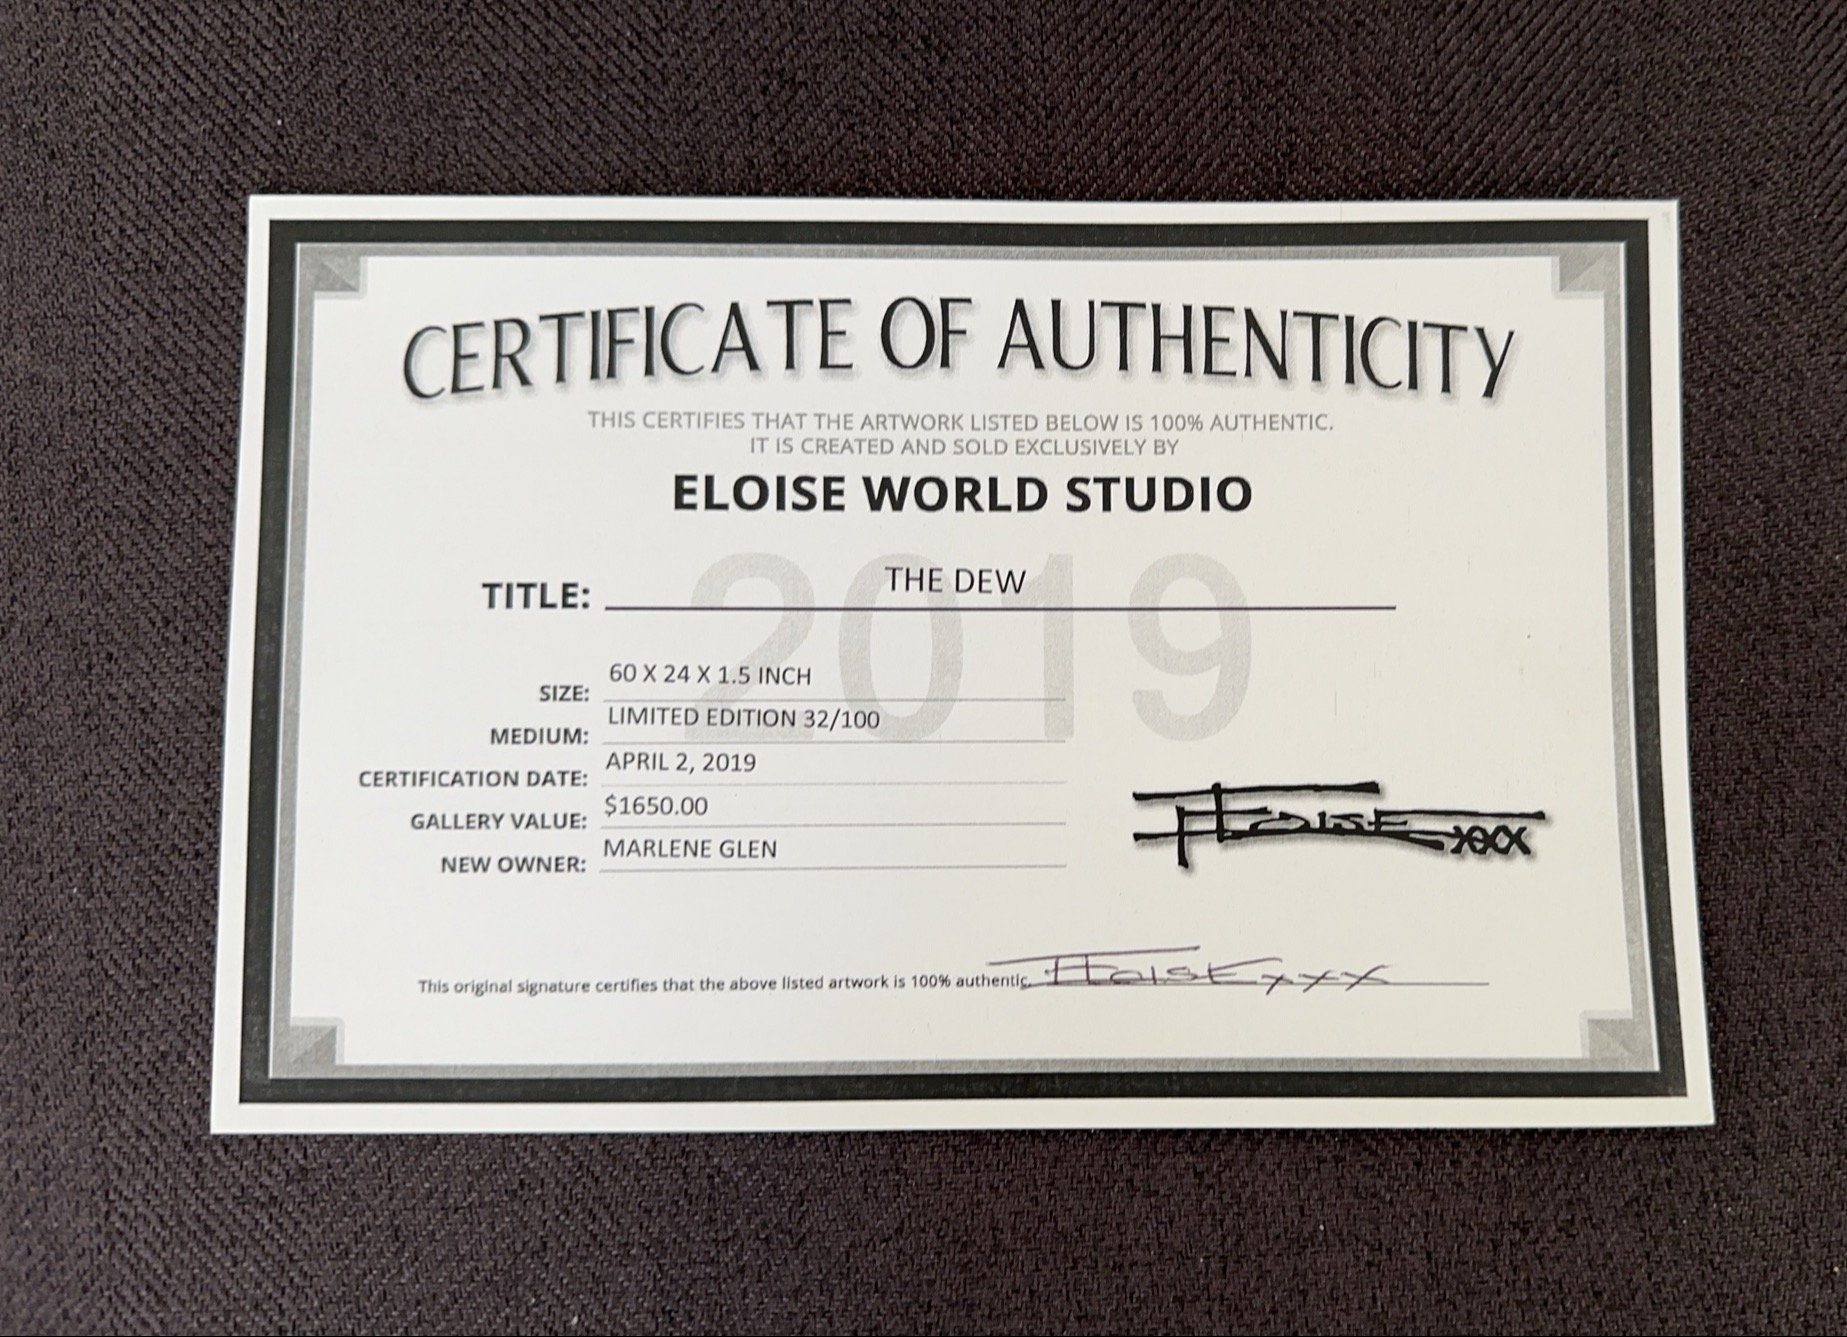 CERTIFICATE OF AUTHENTICITY
THIS CERTIFIES THAT THE ARTWORK LISTED BELOW IS 100% AUTHENTIC.
IT IS CREATED AND SOLD EXCLUSIVELY BY
ELOISE WORLD STUDIO
2019
TITLE: THE DEW
SIZE: 60 X 24 X 1.5 INCH
MEDIUM: LIMITED EDITION 32/100
CERTIFICATION DATE: APRIL 2, 2019
GALLERY VALUE: $1650.00
NEW OWNER: MARLENE GLEN
ELOISE xxx
This original signature certifies that the above listed artwork is 100% authentic. ELOISE xxx